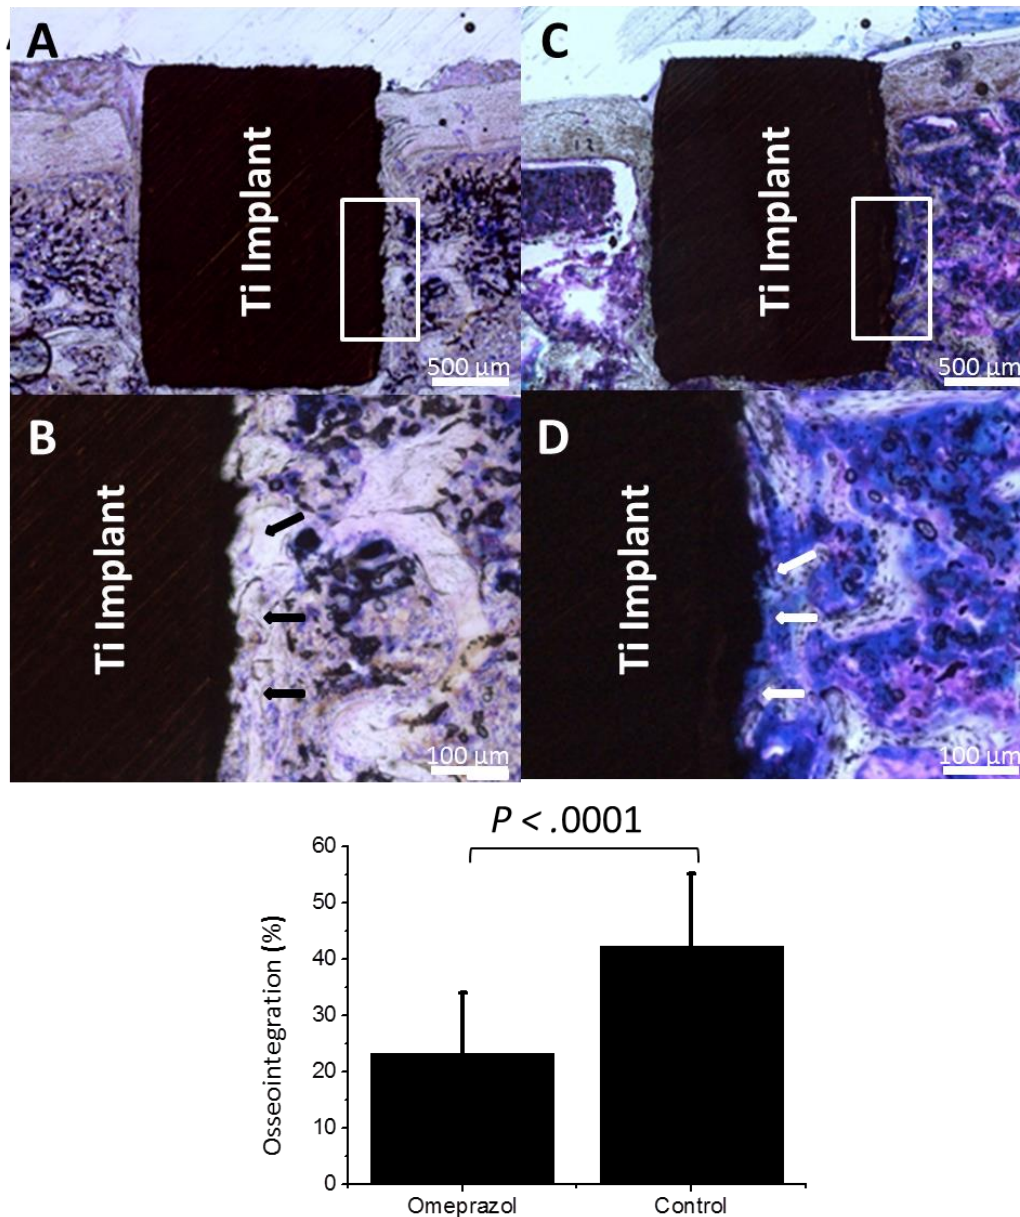 A
C
Ti Implant
Ti Implant
500 µm
500 µm
B
D
Ti Implant
Ti Implant
100 µm
100 µm
P < .0001
60
50
40
30
20
10
0
Osseointegration (%)
Omeprazol
Control